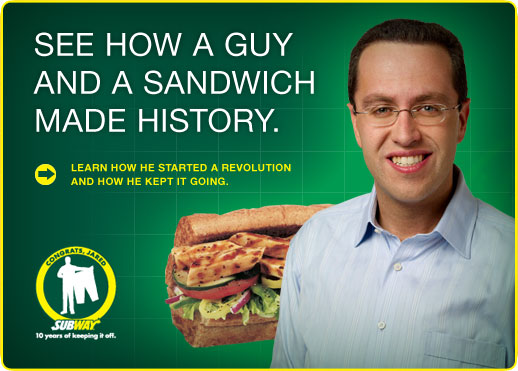 SEE HOW A GUY
AND A SANDWICH
MADE HISTORY.
LEARN HOW HE STARTED A REVOLUTION
AND HOW HE KEPT IT GOING.
CONGRATS, JARED
SUBWAY
10 years of keeping it off.